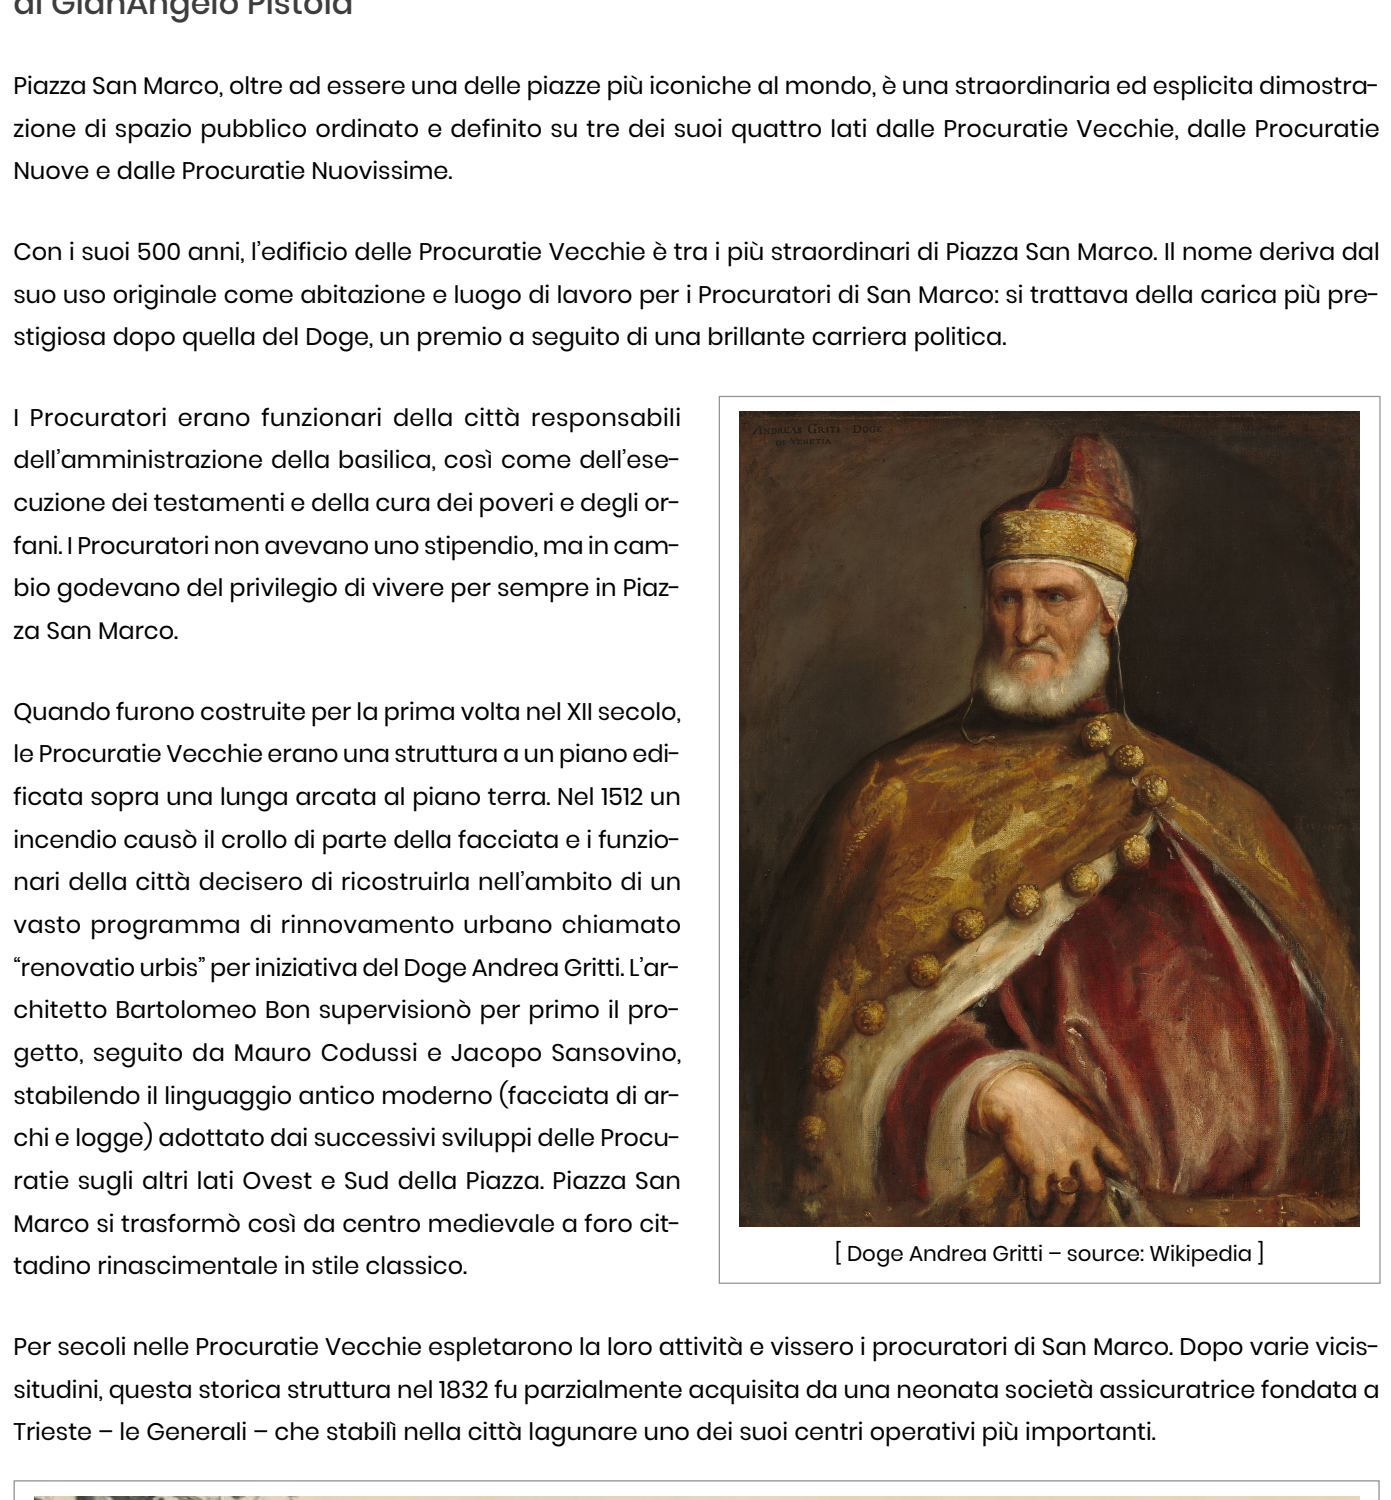 di GianAngelo Pistoia
Piazza San Marco, oltre ad essere una delle piazze più iconiche al mondo, è una straordinaria ed esplicita dimostra-
zione di spazio pubblico ordinato e definito su tre dei suoi quattro lati dalle Procuratie Vecchie, dalle Procuratie
Nuove e dalle Procuratie Nuovissime.
Con i suoi 500 anni, l’edificio delle Procuratie Vecchie è tra i più straordinari di Piazza San Marco. Il nome deriva dal
suo uso originale come abitazione e luogo di lavoro per i Procuratori di San Marco: si trattava della carica più pre-
stigiosa dopo quella del Doge, un premio a seguito di una brillante carriera politica.
I Procuratori erano funzionari della città responsabili
dell’amministrazione della basilica, così come dell’ese-
cuzione dei testamenti e della cura dei poveri e degli or-
fani. I Procuratori non avevano uno stipendio, ma in cam-
bio godevano del privilegio di vivere per sempre in Piaz-
za San Marco.
Quando furono costruite per la prima volta nel XII secolo,
le Procuratie Vecchie erano una struttura a un piano edi-
ficata sopra una lunga arcata al piano terra. Nel 1512 un
incendio causò il crollo di parte della facciata e i funzio-
nari della città decisero di ricostruirla nell’ambito di un
vasto programma di rinnovamento urbano chiamato
“renovatio urbis” per iniziativa del Doge Andrea Gritti. L’ar-
chitetto Bartolomeo Bon supervisionò per primo il pro-
getto, seguito da Mauro Codussi e Jacopo Sansovino,
stabilendo il linguaggio antico moderno (facciata di ar-
chi e logge) adottato dai successivi sviluppi delle Procu-
ratie sugli altri lati Ovest e Sud della Piazza. Piazza San
Marco si trasformò così da centro medievale a foro cit-
tadino rinascimentale in stile classico.
ANDREAS GRITI DOGE
DI VENETIA
[ Doge Andrea Gritti – source: Wikipedia ]
Per secoli nelle Procuratie Vecchie espletarono la loro attività e vissero i procuratori di San Marco. Dopo varie vicis-
situdini, questa storica struttura nel 1832 fu parzialmente acquisita da una neonata società assicuratrice fondata a
Trieste – le Generali – che stabilì nella città lagunare uno dei suoi centri operativi più importanti.